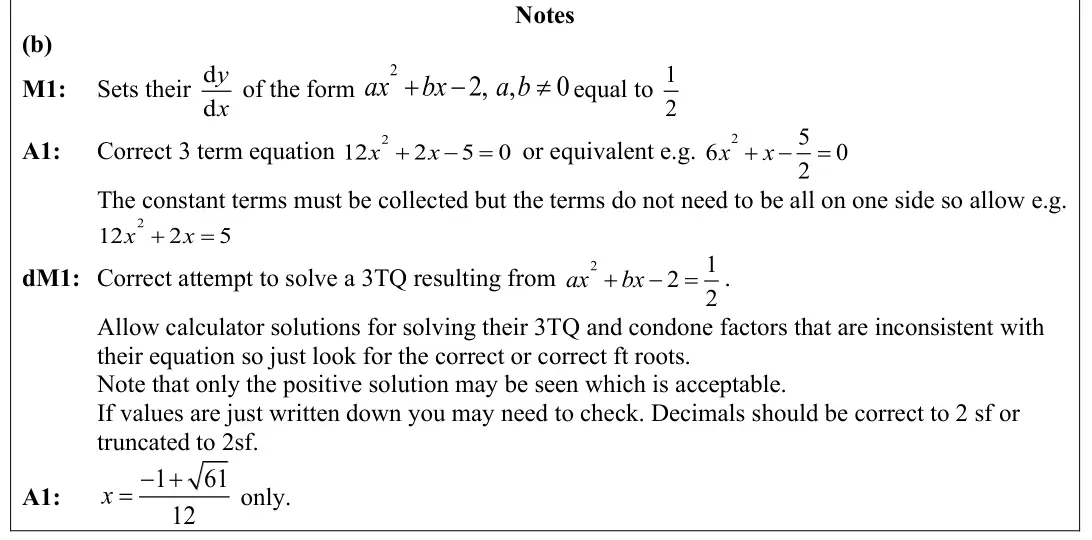 Notes
(b)
M1: Sets their dy/dx of the form ax² + bx − 2, a,b ≠ 0 equal to 1/2
A1: Correct 3 term equation 12x² + 2x − 5 = 0 or equivalent e.g. 6x² + x − 5/2 = 0
The constant terms must be collected but the terms do not need to be all on one side so allow e.g.
12x² + 2x = 5
dM1: Correct attempt to solve a 3TQ resulting from ax² + bx − 2 = 1/2 .
Allow calculator solutions for solving their 3TQ and condone factors that are inconsistent with
their equation so just look for the correct or correct ft roots.
Note that only the positive solution may be seen which is acceptable.
If values are just written down you may need to check. Decimals should be correct to 2 sf or
truncated to 2sf.
A1: x = (−1 + √61)/12 only.